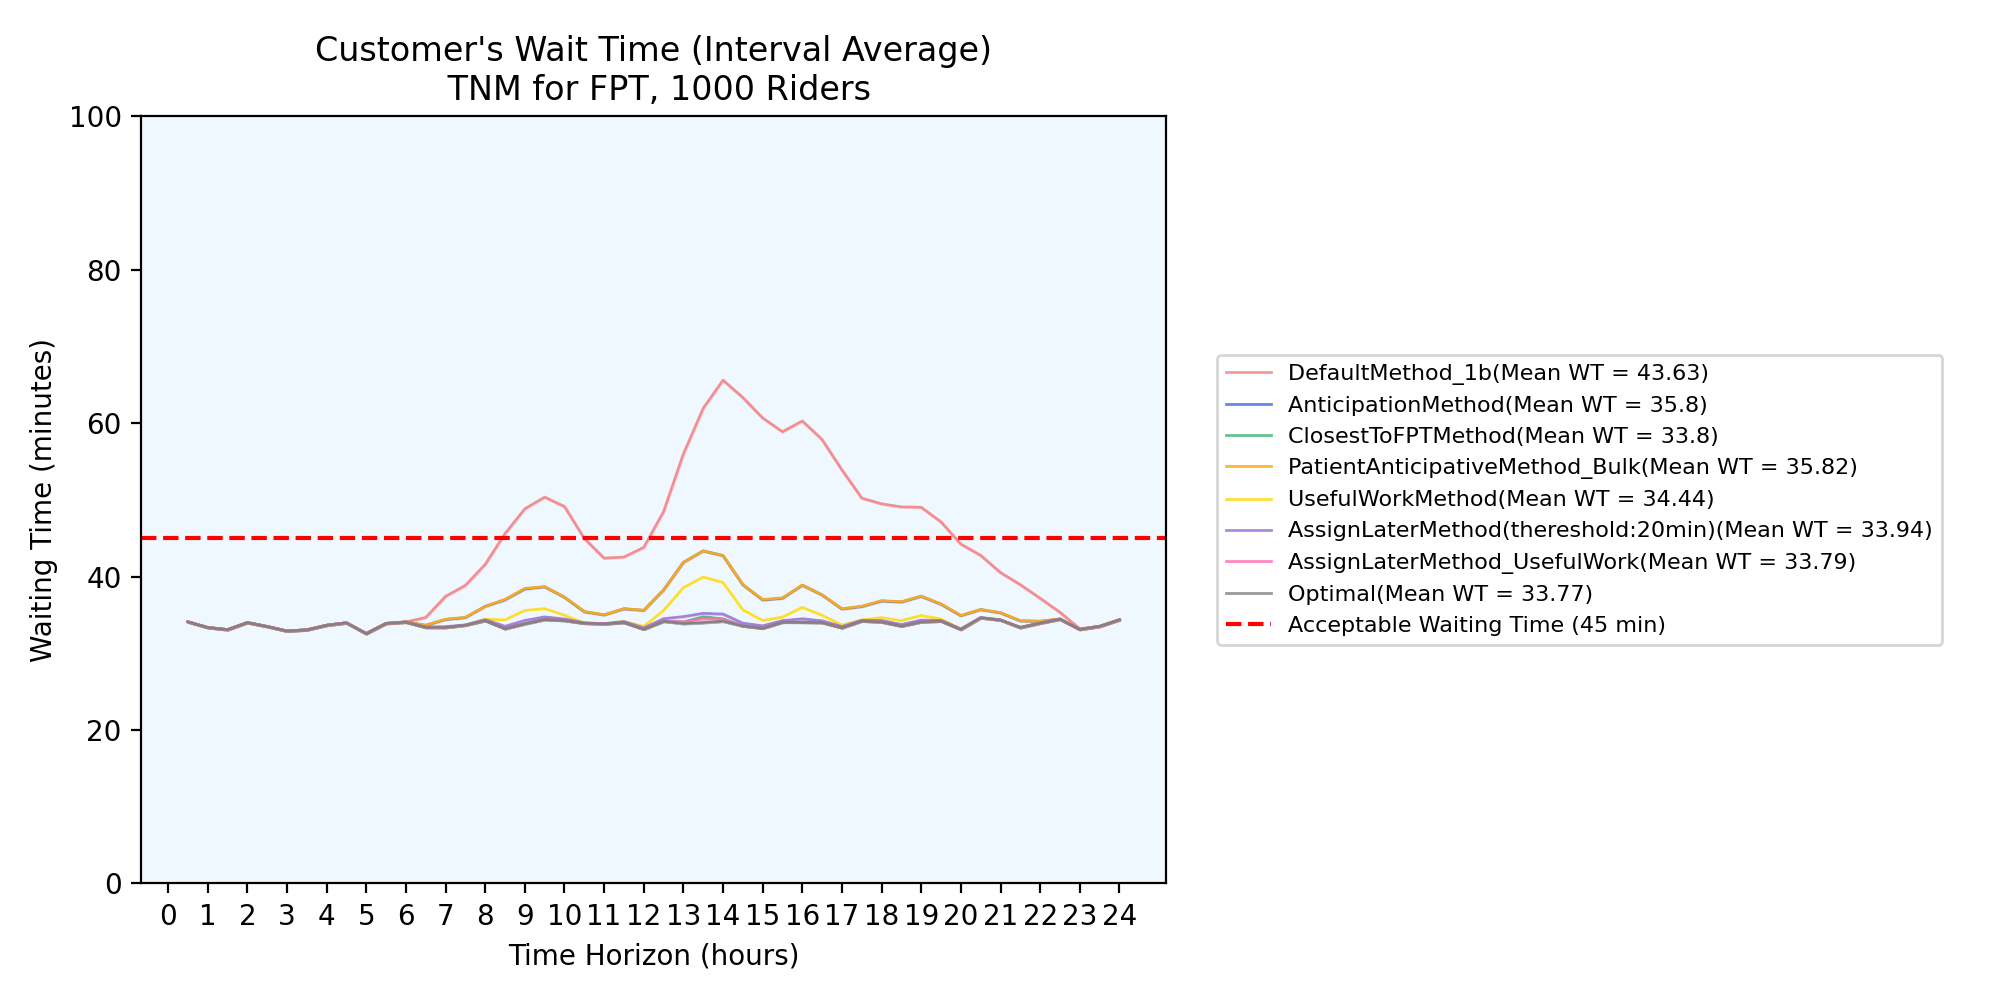 Customer's Wait Time (Interval Average)
TNM for FPT, 1000 Riders
Waiting Time (minutes)
100
80
60
40
20
0
0 1 2 3 4 5 6 7 8 9 10 11 12 13 14 15 16 17 18 19 20 21 22 23 24
Time Horizon (hours)
DefaultMethod_1b(Mean WT = 43.63)
AnticipationMethod(Mean WT = 35.8)
ClosestToFPTMethod(Mean WT = 33.8)
PatientAnticipativeMethod_Bulk(Mean WT = 35.82)
UsefulWorkMethod(Mean WT = 34.44)
AssignLaterMethod(thereshold:20min)(Mean WT = 33.94)
AssignLaterMethod_UsefulWork(Mean WT = 33.79)
Optimal(Mean WT = 33.77)
Acceptable Waiting Time (45 min)